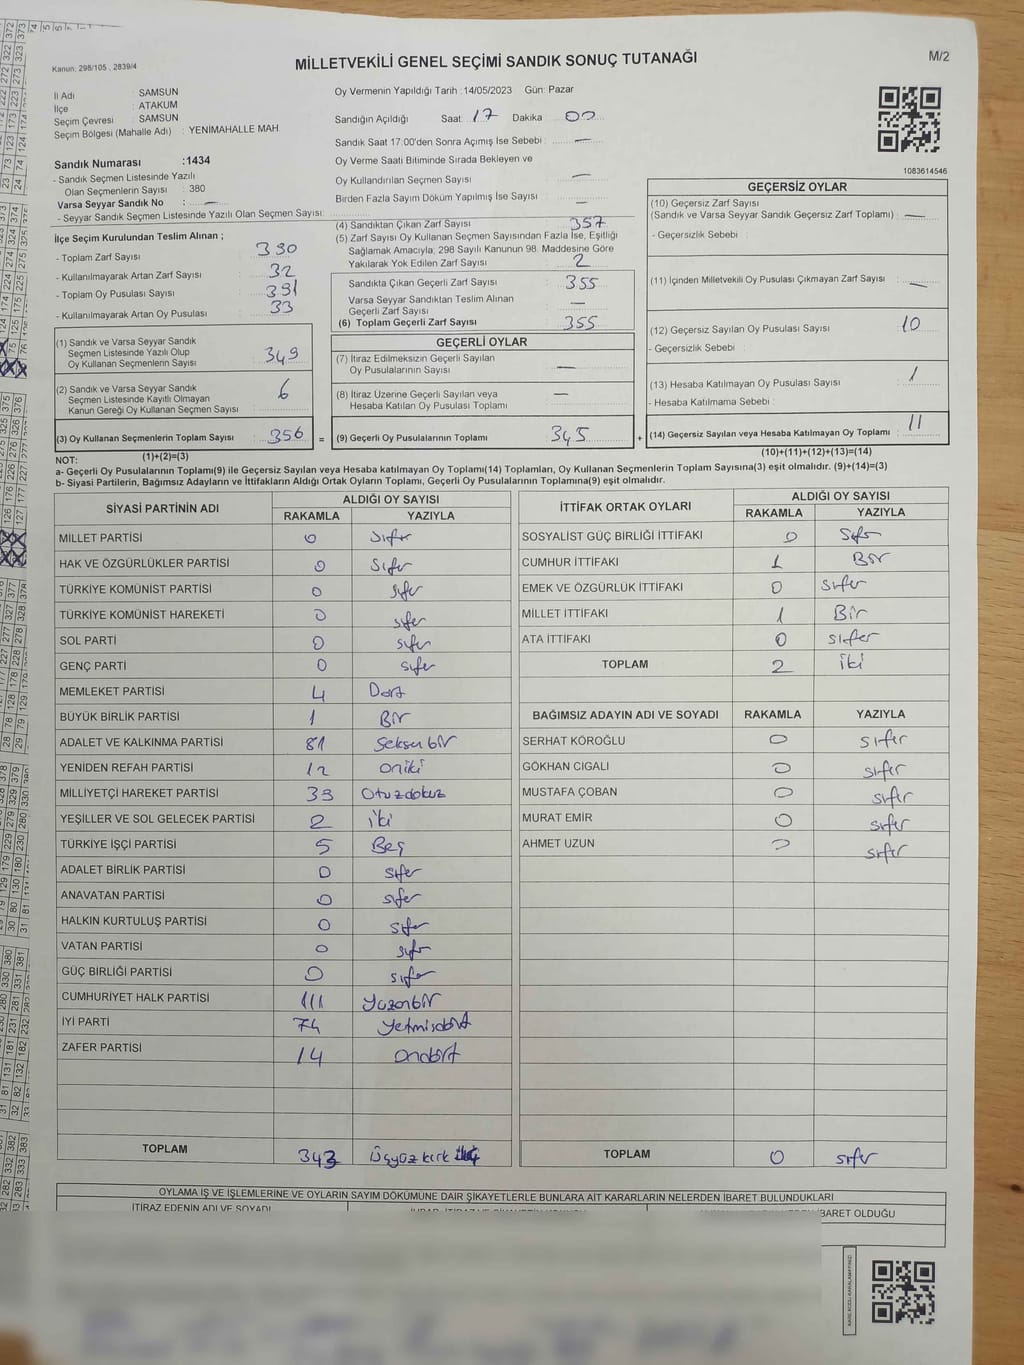 MİLLETVEKİLİ GENEL SEÇİMİ SANDIK SONUÇ TUTANAĞI
M/2
Kanun: 298/105 , 2839/4
İl Adı : SAMSUN
İlçe : ATAKUM
Seçim Çevresi : SAMSUN
Seçim Bölgesi (Mahalle Adı) : YENİMAHALLE MAH.
Sandık Numarası :1434
- Sandık Seçmen Listesinde Yazılı
Olan Seçmenlerin Sayısı : 380
Varsa Seyyar Sandık No : —
- Seyyar Sandık Seçmen Listesinde Yazılı Olan Seçmen Sayısı:
Oy Vermenin Yapıldığı Tarih :14/05/2023 Gün: Pazar
Sandığın Açıldığı Saat: 17 Dakika : 00
Sandık Saat 17:00'den Sonra Açımış İse Sebebi : —
Oy Verme Saati Bitiminde Sırada Bekleyen ve
Oy Kullandırılan Seçmen Sayısı : —
Birden Fazla Sayım Döküm Yapılmış İse Sayısı : —
1083614546
İlçe Seçim Kurulundan Teslim Alınan ;
- Toplam Zarf Sayısı : 390
- Kullanılmayarak Artan Zarf Sayısı : 32
- Toplam Oy Pusulası Sayısı : 391
- Kullanılmayarak Artan Oy Pusulası : 33
(4) Sandıktan Çıkan Zarf Sayısı : 357
(5) Zarf Sayısı Oy Kullanan Seçmen Sayısından Fazla İse, Eşitliği
Sağlamak Amacıyla, 298 Sayılı Kanunun 98. Maddesine Göre
Yakılarak Yok Edilen Zarf Sayısı : 2
Sandıkta Çıkan Geçerli Zarf Sayısı : 355
Varsa Seyyar Sandıktan Teslim Alınan
Geçerli Zarf Sayısı : —
(6) Toplam Geçerli Zarf Sayısı : 355
GEÇERSİZ OYLAR
(10) Geçersiz Zarf Sayısı
(Sandık ve Varsa Seyyar Sandık Geçersiz Zarf Toplamı) : —
- Geçersizlik Sebebi :
(11) İçinden Milletvekili Oy Pusulası Çıkmayan Zarf Sayısı : —
(12) Geçersiz Sayılan Oy Pusulası Sayısı : 10
- Geçersizlik Sebebi :
(13) Hesaba Katılmayan Oy Pusulası Sayısı : 1
- Hesaba Katılmama Sebebi :
(14) Geçersiz Sayılan veya Hesaba Katılmayan Oy Toplamı : 11
(10)+(11)+(12)+(13)=(14)
(1) Sandık ve Varsa Seyyar Sandık
Seçmen Listesinde Yazılı Olup
Oy Kullanan Seçmenlerin Sayısı : 349
(2) Sandık ve Varsa Seyyar Sandık
Seçmen Listesinde Kayıtlı Olmayan
Kanun Gereği Oy Kullanan Seçmen Sayısı : 6
(3) Oy Kullanan Seçmenlerin Toplam Sayısı : 356 =
(1)+(2)=(3)
GEÇERLİ OYLAR
(7) İtiraz Edilmeksizin Geçerli Sayılan
Oy Pusulalarının Sayısı : —
(8) İtiraz Üzerine Geçerli Sayılan veya
Hesaba Katılan Oy Pusulası Toplamı : —
(9) Geçerli Oy Pusulalarının Toplamı : 345 +
NOT:
a- Geçerli Oy Pusulalarının Toplamı(9) ile Geçersiz Sayılan veya Hesaba katılmayan Oy Toplamı(14) Toplamları, Oy Kullanan Seçmenlerin Toplam Sayısına(3) eşit olmalıdır. (9)+(14)=(3)
b- Siyasi Partilerin, Bağımsız Adayların ve İttifakların Aldığı Ortak Oyların Toplamı, Geçerli Oy Pusulalarının Toplamına(9) eşit olmalıdır.
SİYASİ PARTİNİN ADI ALDIĞI OY SAYISI
RAKAMLA YAZIYLA
MİLLET PARTİSİ 0 Sıfır
HAK VE ÖZGÜRLÜKLER PARTİSİ 0 Sıfır
TÜRKİYE KOMÜNİST PARTİSİ 0 sıfır
TÜRKİYE KOMÜNİST HAREKETİ 0 sıfır
SOL PARTİ 0 sıfır
GENÇ PARTİ 0 sıfır
MEMLEKET PARTİSİ 4 Dört
BÜYÜK BİRLİK PARTİSİ 1 Bir
ADALET VE KALKINMA PARTİSİ 81 Seksen bir
YENİDEN REFAH PARTİSİ 12 oniki
MİLLİYETÇİ HAREKET PARTİSİ 39 Otuzdokuz
YEŞİLLER VE SOL GELECEK PARTİSİ 2 iki
TÜRKİYE İŞÇİ PARTİSİ 5 Beş
ADALET BİRLİK PARTİSİ 0 sıfır
ANAVATAN PARTİSİ 0 sıfır
HALKIN KURTULUŞ PARTİSİ 0 sıfır
VATAN PARTİSİ 0 sıfır
GÜÇ BİRLİĞİ PARTİSİ 0 sıfır
CUMHURİYET HALK PARTİSİ 111 Yüzonbir
İYİ PARTİ 74 Yetmişdört
ZAFER PARTİSİ 14 ondört
TOPLAM 343 Üçyüz kırk üç
İTTİFAK ORTAK OYLARI ALDIĞI OY SAYISI
RAKAMLA YAZIYLA
SOSYALİST GÜÇ BİRLİĞİ İTTİFAKI 0 Sıfır
CUMHUR İTTİFAKI 1 Bir
EMEK VE ÖZGÜRLÜK İTTİFAKI 0 sıfır
MİLLET İTTİFAKI 1 Bir
ATA İTTİFAKI 0 sıfır
TOPLAM 2 iki
BAĞIMSIZ ADAYIN ADI VE SOYADI RAKAMLA YAZIYLA
SERHAT KÖROĞLU 0 sıfır
GÖKHAN CIGALI 0 sıfır
MUSTAFA ÇOBAN 0 sıfır
MURAT EMİR 0 sıfır
AHMET UZUN 0 sıfır
TOPLAM 0 sıfır
OYLAMA İŞ VE İŞLEMLERİNE VE OYLARIN SAYIM DÖKÜMÜNE DAİR ŞİKAYETLERLE BUNLARA AİT KARARLARIN NELERDEN İBARET BULUNDUKLARI
İTİRAZ EDENİN ADI VE SOYADI
İBARET OLDUĞU